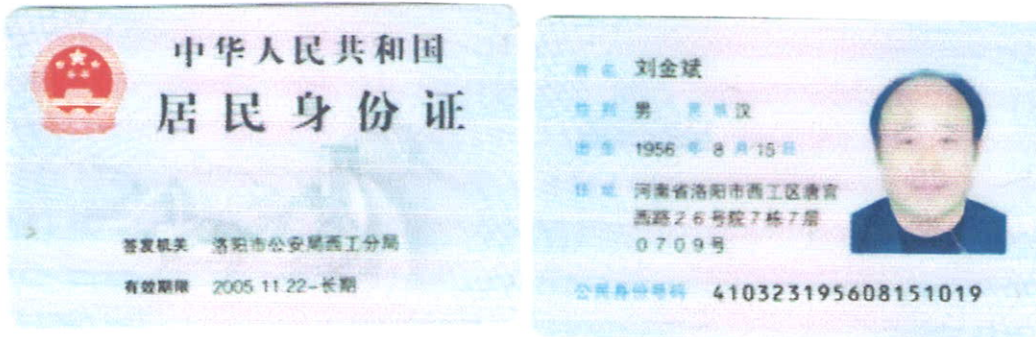 中华人民共和国
居民身份证
签发机关 洛阳市公安局西工分局
有效期限 2005.11.22-长期
姓名 刘金斌
性别 男 民族 汉
出生 1956 年 8 月 15 日
住址 河南省洛阳市西工区唐宫
西路26号院7栋7层
0709号
公民身份号码 410323195608151019